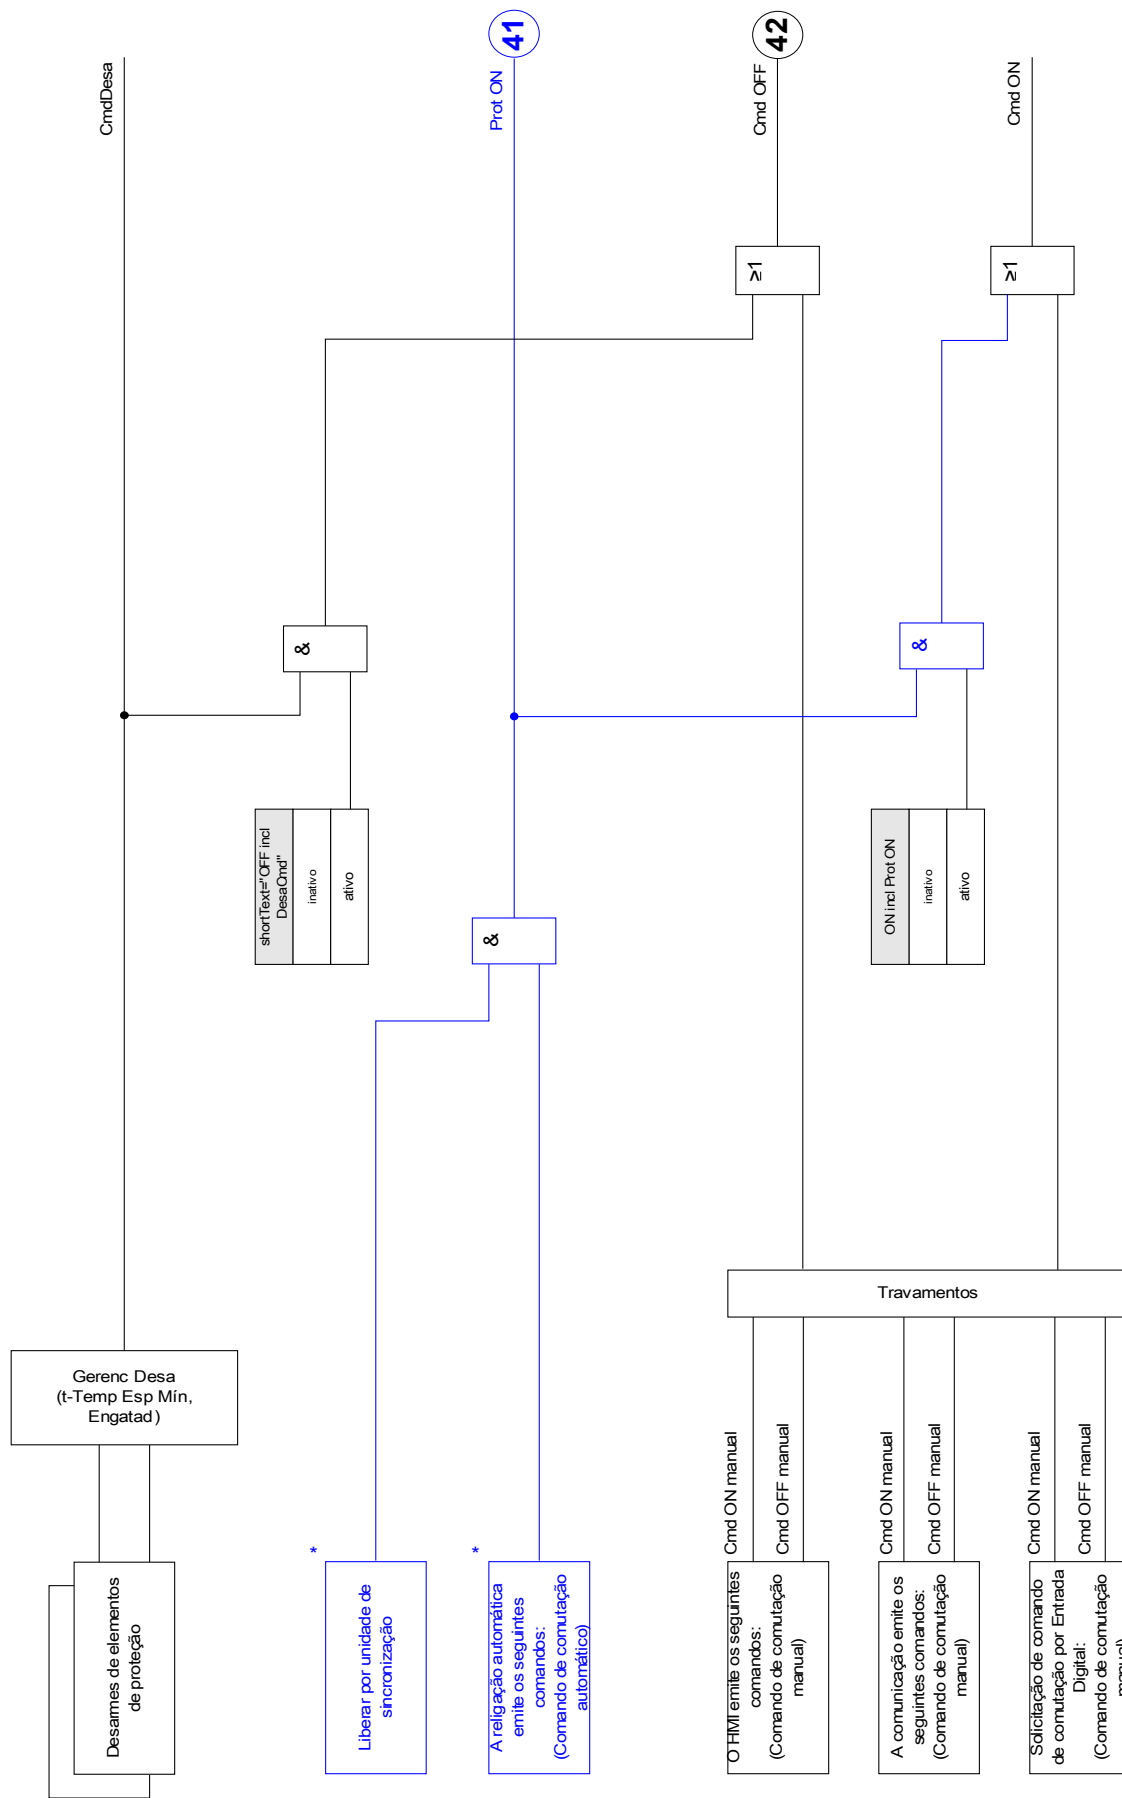 CmdDesa
Prot ON
41
Cmd OFF
42
Cmd ON
≥1
≥1
&
&
shortText="OFF incl
DesaCmd"
inativo
ativo
ON incl Prot ON
inativo
ativo
&
Travamentos
Gerenc Desa
(t-Temp Esp Mín,
Engatad)
Desarmes de elementos
de proteção
*
Liberar por unidade de
sincronização
*
A religação automática
emite os seguintes
comandos:
(Comando de comutação
automático)
Cmd ON manual
Cmd OFF manual
O HMI emite os seguintes
comandos:
(Comando de comutação
manual)
Cmd ON manual
Cmd OFF manual
A comunicação emite os
seguintes comandos:
(Comando de comutação
manual)
Cmd ON manual
Cmd OFF manual
Solicitação de comando
de comutação por Entrada
Digital:
(Comando de comutação
manual)